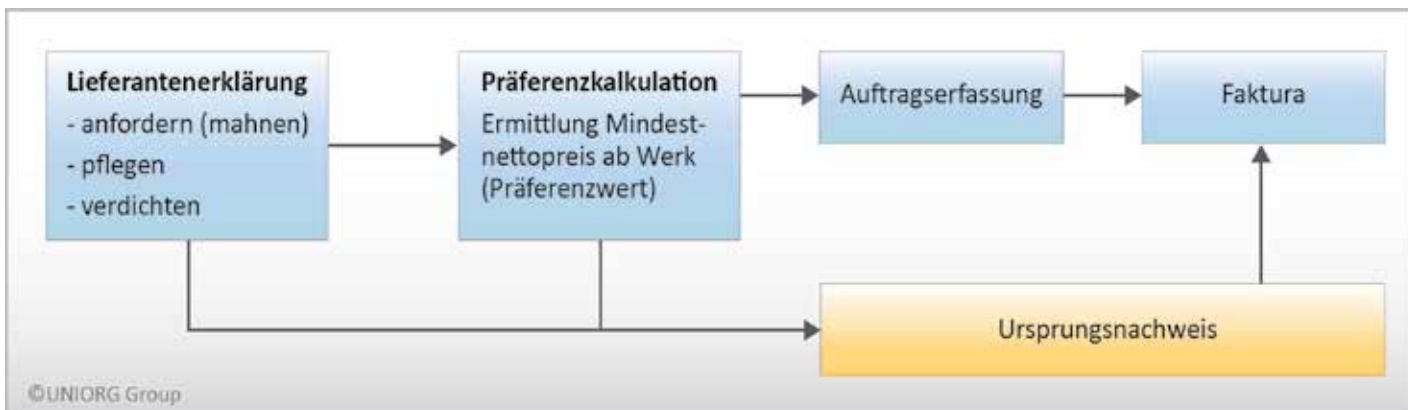 Lieferantenerklärung
- anfordern (mahnen)
- pflegen
- verdichten
Präferenzkalkulation
Ermittlung Mindest-
nettopreis ab Werk
(Präferenzwert)
Auftragserfassung
Faktura
Ursprungsnachweis
©UNIORG Group